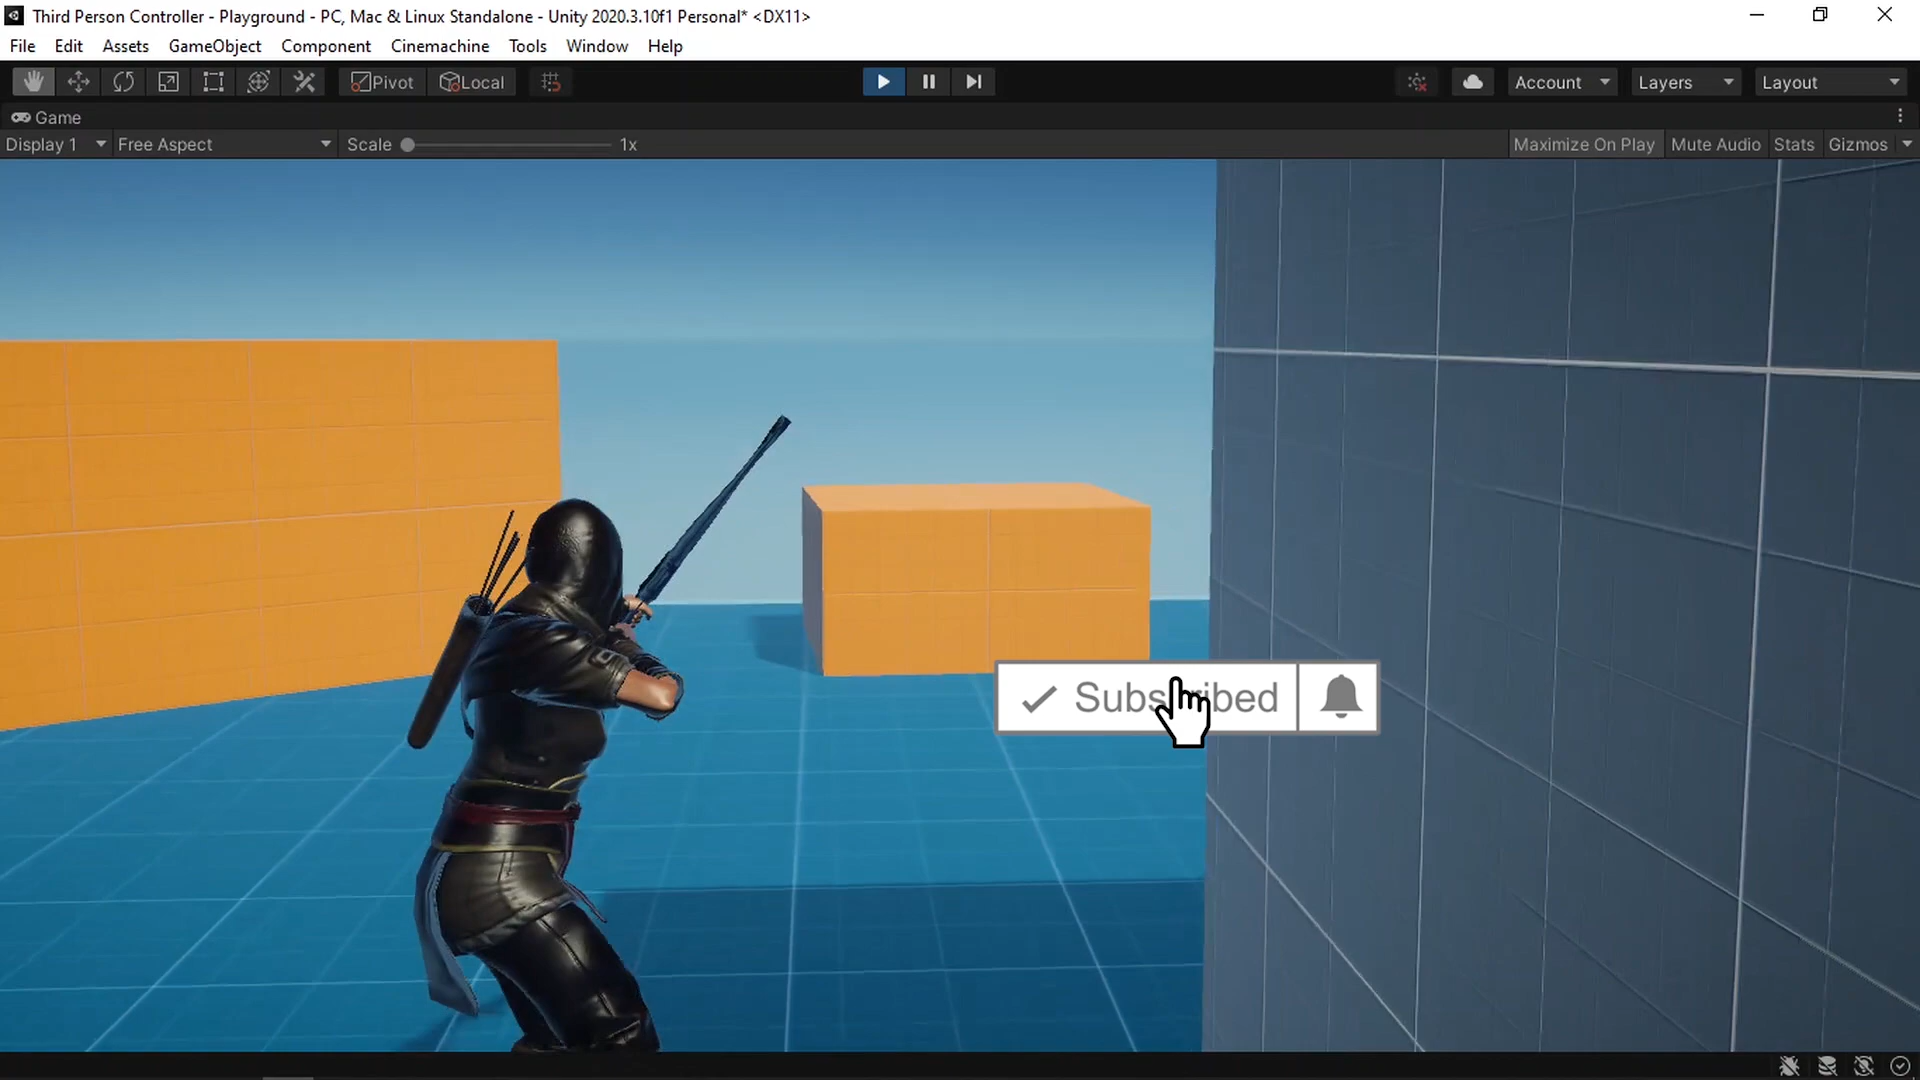 Third Person Controller - Playground - PC, Mac & Linux Standalone - Unity 2020.3.10f1 Personal* <DX11>
File Edit Assets GameObject Component Cinemachine Tools Window Help
Pivot Local Account Layers Layout
Game
Display 1 Free Aspect Scale 1x Maximize On Play Mute Audio Stats Gizmos